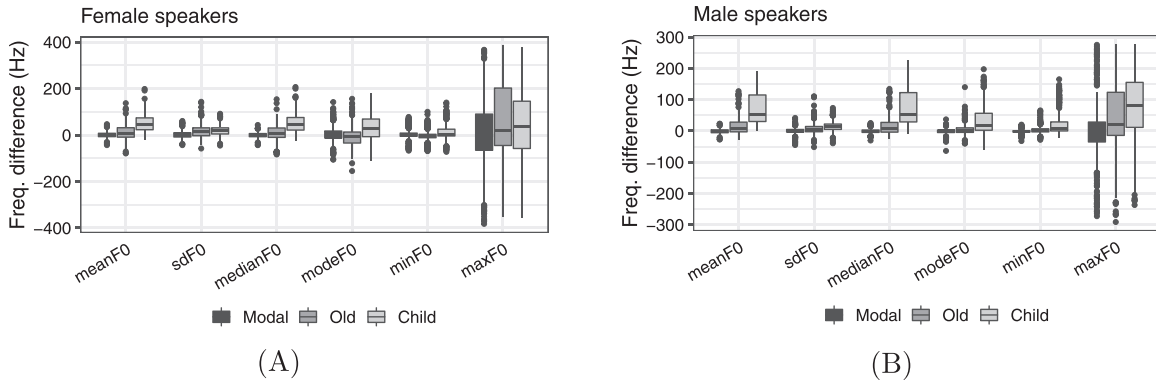 Female speakers
Freq. difference (Hz)
400
200
0
−200
−400
meanF0
sdF0
medianF0
modeF0
minF0
maxF0
Modal Old Child
(A)
Male speakers
Freq. difference (Hz)
300
200
100
0
−100
−200
−300
meanF0
sdF0
medianF0
modeF0
minF0
maxF0
Modal Old Child
(B)